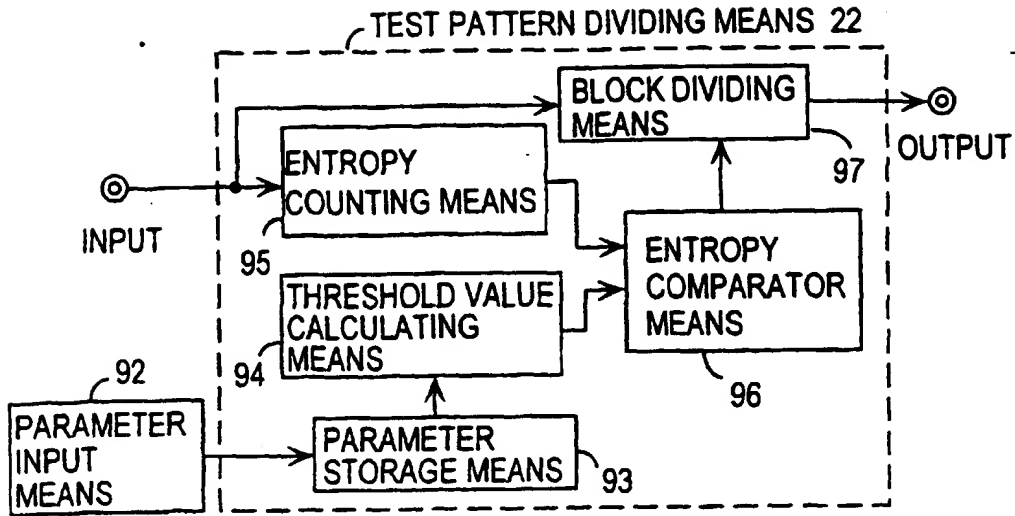 TEST PATTERN DIVIDING MEANS 22
BLOCK DIVIDING
MEANS
97
OUTPUT
ENTROPY
COUNTING MEANS
95
INPUT
ENTROPY
COMPARATOR
MEANS
96
THRESHOLD VALUE
CALCULATING
MEANS
94
92
PARAMETER
INPUT
MEANS
PARAMETER
STORAGE MEANS
93